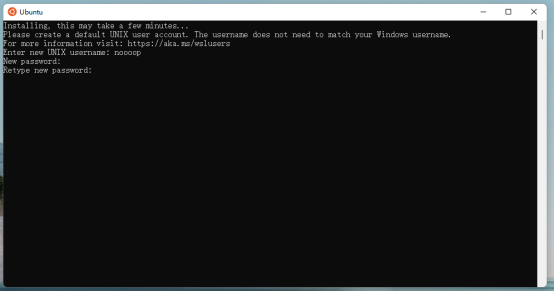 Ubuntu
Installing, this may take a few minutes...
Please create a default UNIX user account. The username does not need to match your Windows username.
For more information visit: https://aka.ms/wslusers
Enter new UNIX username: noooop
New password:
Retype new password: